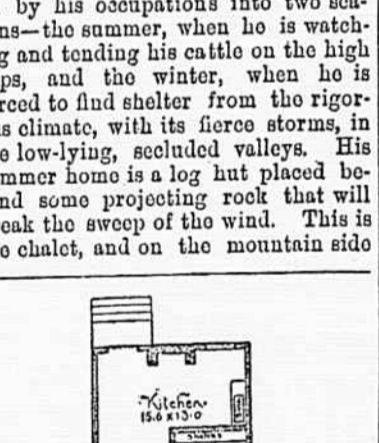 by his occupations into two sea-
ns—the summer, when he is watch-
g and tending his cattle on the high
ps, and the winter, when he is
rced to find shelter from the rigor-
s climate, with its fierce storms, in
e low-lying, secluded valleys. His
mmer home is a log hut placed be-
nd some projecting rock that will
eak the sweep of the wind. This is
e chalet, and on the mountain side
Kitchen
15.6 x 13.0
Shelves